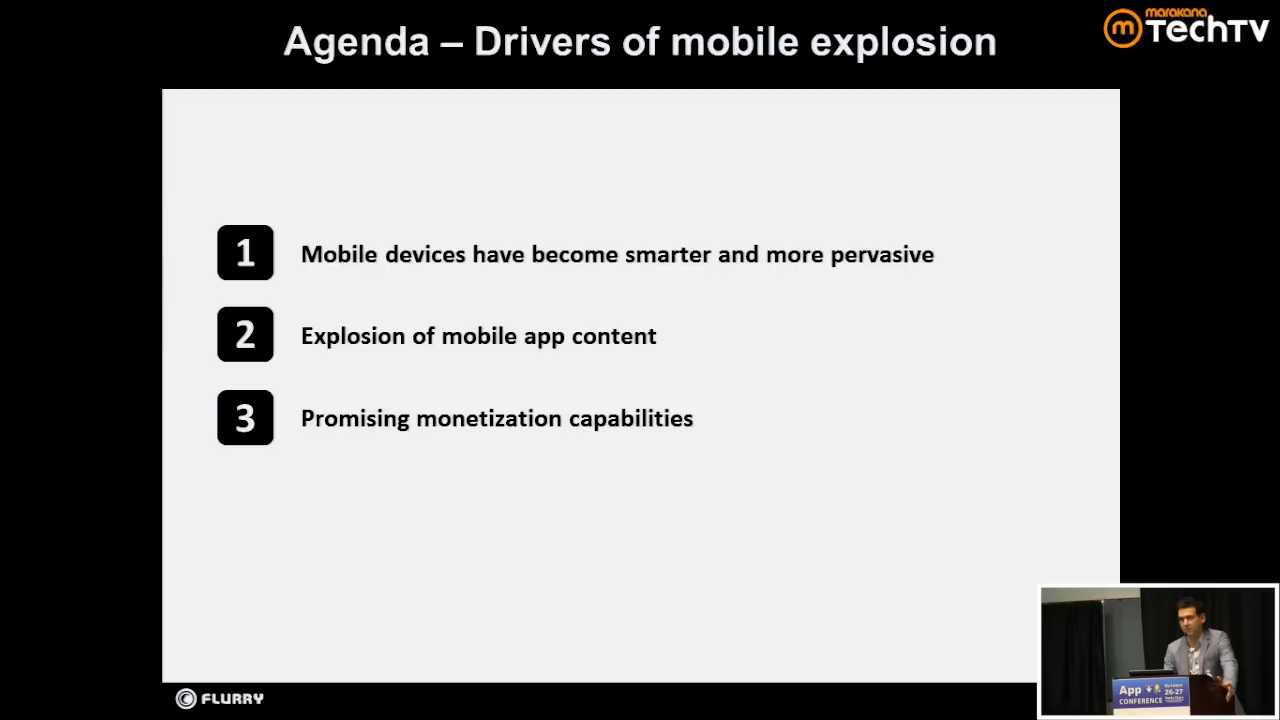 Agenda – Drivers of mobile explosion
marakana
TechTV
1 Mobile devices have become smarter and more pervasive
2 Explosion of mobile app content
3 Promising monetization capabilities
FLURRY
App
CONFERENCE
26-27